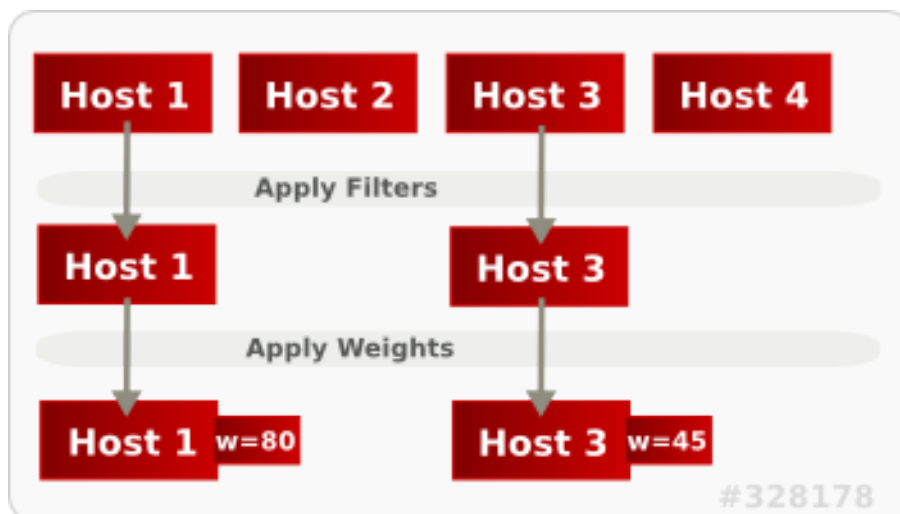 Host 1
Host 2
Host 3
Host 4
Apply Filters
Host 1
Host 3
Apply Weights
Host 1
w=80
Host 3
w=45
#328178